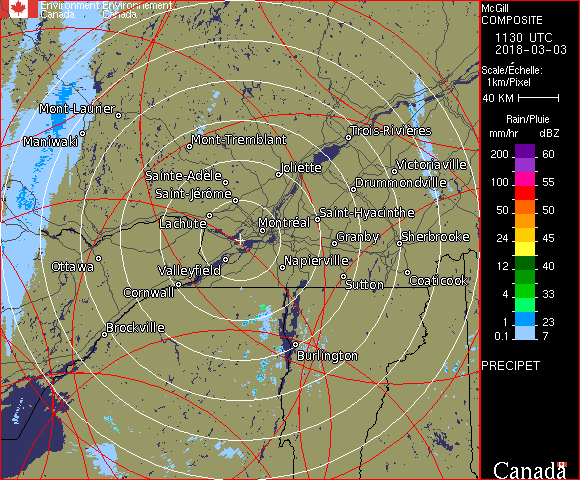 Environment Environnement
Canada Canada
McGill
COMPOSITE
1130 UTC
2018-03-03
Scale/Échelle:
1km/Pixel
40 KM
Rain/Pluie
mm/hr dBZ
200 60
100 55
50 50
24 45
12 40
4 33
1 23
0.1 7
PRECIPET
Canada
Mont-Laurier
Maniwaki
Mont-Tremblant
Trois-Rivières
Joliette
Victoriaville
Sainte-Adèle
Drummondville
Saint-Jérôme
Saint-Hyacinthe
Lachute
Montréal
Granby
Sherbrooke
Ottawa
Valleyfield
Napierville
Cornwall
Sutton
Coaticook
Brockville
Burlington